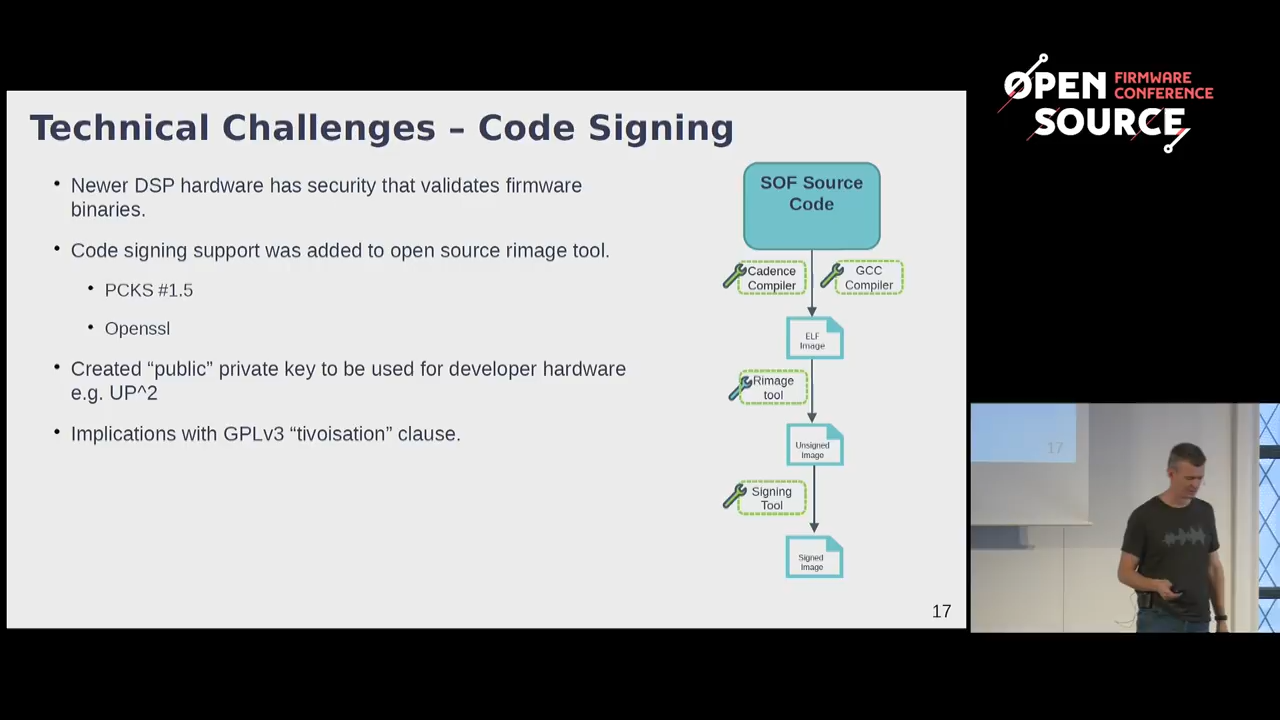 Technical Challenges – Code Signing
• Newer DSP hardware has security that validates firmware
binaries.
• Code signing support was added to open source rimage tool.
• PCKS #1.5
• Openssl
• Created “public” private key to be used for developer hardware
e.g. UP^2
• Implications with GPLv3 “tivoisation” clause.
SOF Source
Code
Cadence
Compiler
GCC
Compiler
ELF
Image
Rimage
tool
Unsigned
Image
Signing
Tool
Signed
Image
17
OPEN
FIRMWARE
CONFERENCE
SOURCE
17